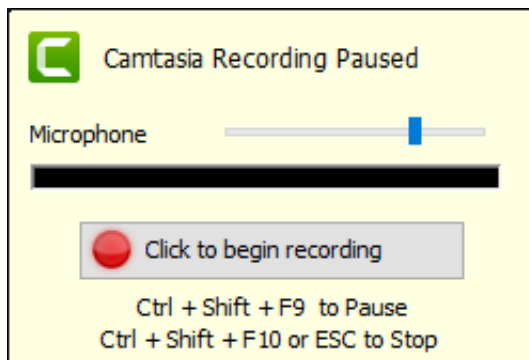 Camtasia Recording Paused
Microphone
Click to begin recording
Ctrl + Shift + F9 to Pause
Ctrl + Shift + F10 or ESC to Stop